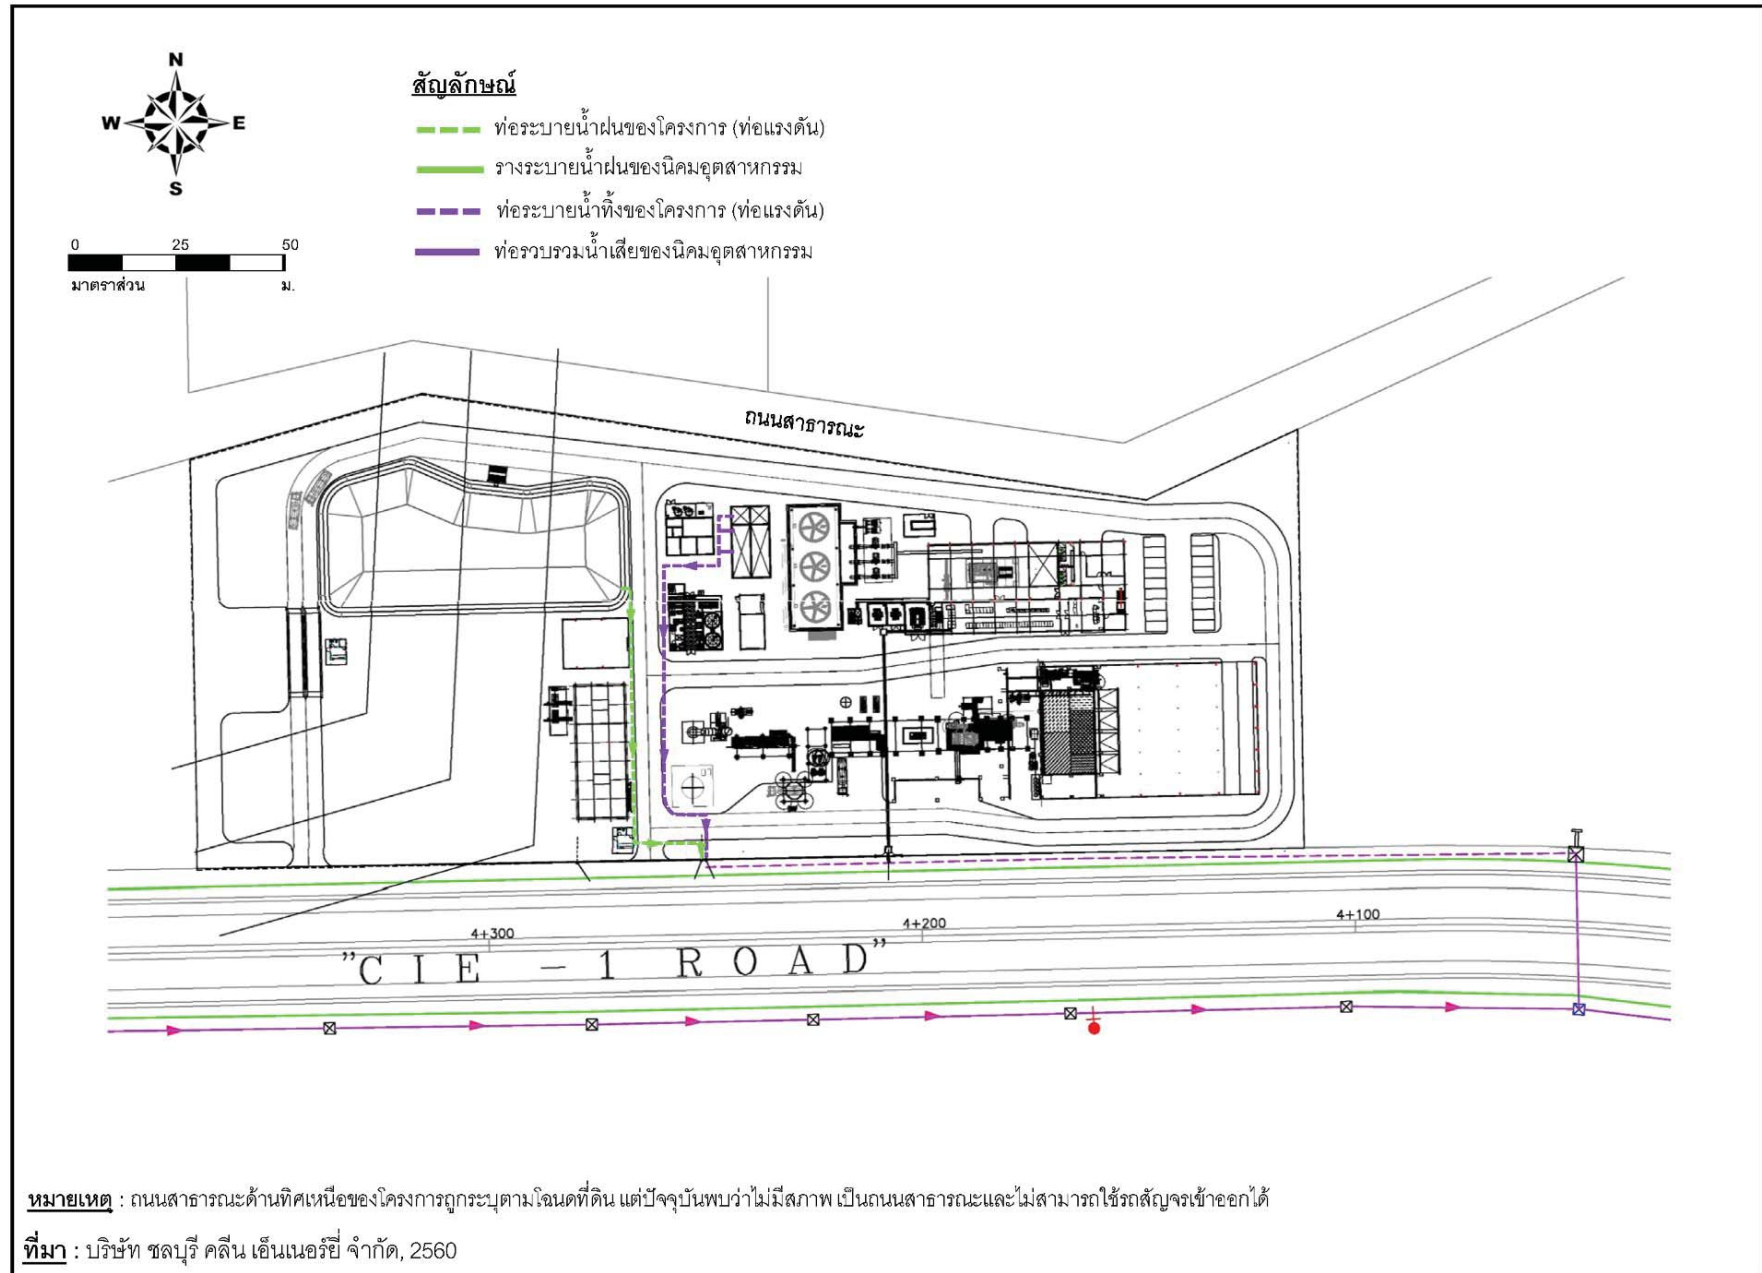 N
W E
S
สัญลักษณ์
ท่อระบายน้ำฝนของโครงการ (ท่อแรงดัน)
รางระบายน้ำฝนของนิคมอุตสาหกรรม
ท่อระบายน้ำทิ้งของโครงการ (ท่อแรงดัน)
ท่อรวบรวมน้ำเสียของนิคมอุตสาหกรรม
0 25 50
มาตราส่วน ม.
ถนนสาธารณะ
4+300 4+200 4+100
"CIE - 1 ROAD"
หมายเหตุ : ถนนสาธารณะด้านทิศเหนือของโครงการถูกระบุตามโฉนดที่ดิน แต่ปัจจุบันพบว่าไม่มีสภาพ เป็นถนนสาธารณะและไม่สามารถใช้รถสัญจรเข้าออกได้
ที่มา : บริษัท ชลบุรี คลีน เอ็นเนอร์ยี่ จำกัด, 2560